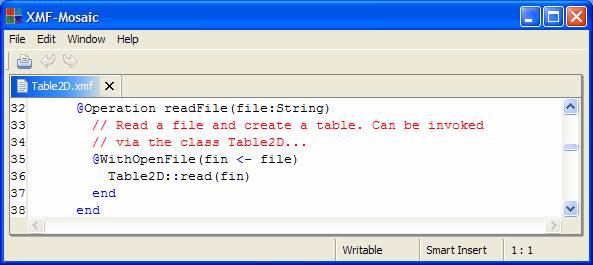 XMF-Mosaic
File Edit Window Help
Table2D.xmf
32 @Operation readFile(file:String)
33 // Read a file and create a table. Can be invoked
34 // via the class Table2D...
35 @WithOpenFile(fin <- file)
36 Table2D::read(fin)
37 end
38 end
Writable Smart Insert 1 : 1